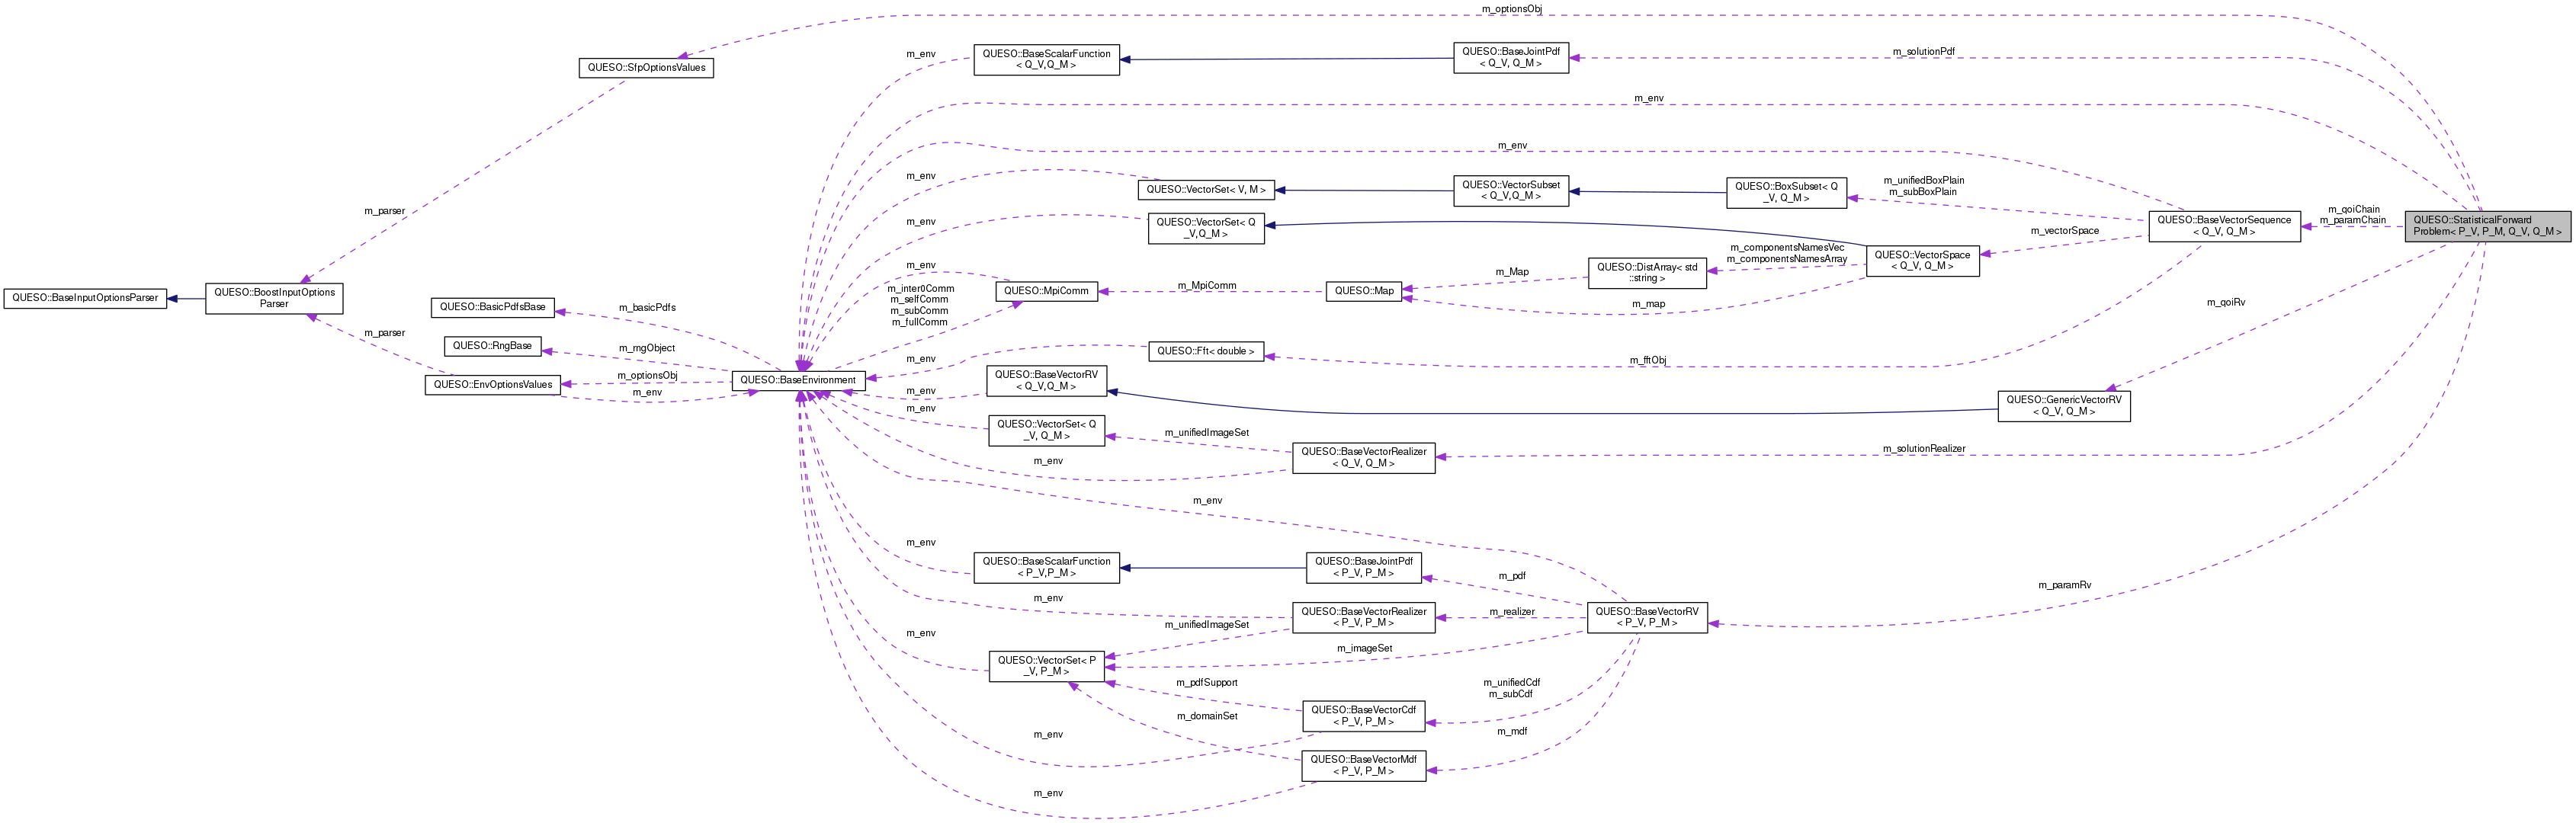 m_optionsObj
QUESO::SfpOptionsValues
m_env
QUESO::BaseScalarFunction
< Q_V,Q_M >
QUESO::BaseJointPdf
< Q_V, Q_M >
m_solutionPdf
m_env
m_env
m_env
QUESO::VectorSet< V, M >
QUESO::VectorSubset
< Q_V,Q_M >
QUESO::BoxSubset< Q
_V, Q_M >
m_unifiedBoxPlain
m_subBoxPlain
m_parser
m_env
QUESO::VectorSet< Q
_V,Q_M >
QUESO::BaseVectorSequence
< Q_V, Q_M >
m_qoiChain
m_paramChain
QUESO::StatisticalForward
Problem< P_V, P_M, Q_V, Q_M >
m_vectorSpace
m_componentsNamesVec
m_componentsNamesArray
QUESO::VectorSpace
< Q_V, Q_M >
m_env
m_Map
QUESO::DistArray< std
::string >
QUESO::BaseInputOptionsParser
QUESO::BoostInputOptions
Parser
QUESO::BasicPdfsBase
m_basicPdfs
m_inter0Comm
m_selfComm
m_subComm
m_fullComm
QUESO::MpiComm
m_MpiComm
QUESO::Map
m_map
m_qoiRv
m_parser
QUESO::RngBase
m_rngObject
m_env
QUESO::Fft< double >
m_fftObj
QUESO::EnvOptionsValues
m_optionsObj
m_env
QUESO::BaseEnvironment
m_env
QUESO::BaseVectorRV
< Q_V,Q_M >
QUESO::GenericVectorRV
< Q_V, Q_M >
m_env
QUESO::VectorSet< Q
_V, Q_M >
m_unifiedImageSet
QUESO::BaseVectorRealizer
< Q_V, Q_M >
m_solutionRealizer
m_env
m_env
m_env
QUESO::BaseScalarFunction
< P_V,P_M >
QUESO::BaseJointPdf
< P_V, P_M >
m_pdf
m_paramRv
m_env
QUESO::BaseVectorRealizer
< P_V, P_M >
m_realizer
QUESO::BaseVectorRV
< P_V, P_M >
m_unifiedImageSet
m_env
m_imageSet
QUESO::VectorSet< P
_V, P_M >
m_pdfSupport
m_unifiedCdf
m_subCdf
m_domainSet
QUESO::BaseVectorCdf
< P_V, P_M >
m_env
m_mdf
QUESO::BaseVectorMdf
< P_V, P_M >
m_env